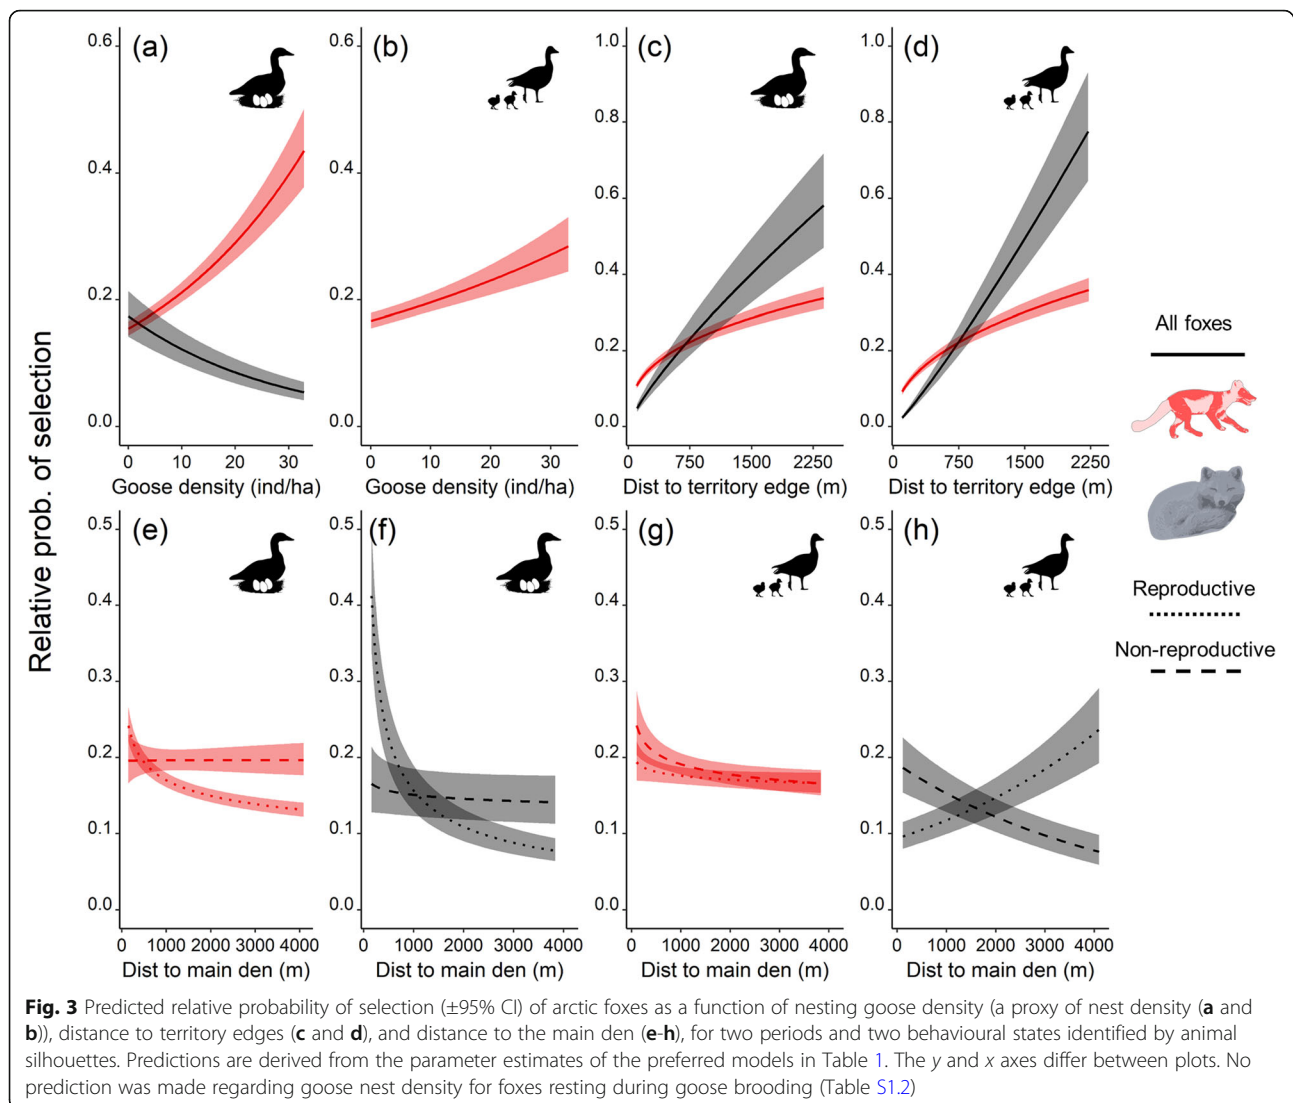 (a) (b) (c) (d)
0.6 0.6 1.0 1.0
0.8 0.8
0.4 0.4 0.6 0.6
0.2 0.2 0.4 0.4
0.2 0.2
0.0 0.0 0.0 0.0
0 10 20 30 0 10 20 30 0 750 1500 2250 0 750 1500 2250
Goose density (ind/ha) Goose density (ind/ha) Dist to territory edge (m) Dist to territory edge (m)
Relative prob. of selection
All foxes
Reproductive
Non-reproductive
(e) (f) (g) (h)
0.5 0.5 0.5 0.5
0.4 0.4 0.4 0.4
0.3 0.3 0.3 0.3
0.2 0.2 0.2 0.2
0.1 0.1 0.1 0.1
0.0 0.0 0.0 0.0
0 1000 2000 3000 4000 0 1000 2000 3000 4000 0 1000 2000 3000 4000 0 1000 2000 3000 4000
Dist to main den (m) Dist to main den (m) Dist to main den (m) Dist to main den (m)
Fig. 3 Predicted relative probability of selection (±95% CI) of arctic foxes as a function of nesting goose density (a proxy of nest density (a and
b)), distance to territory edges (c and d), and distance to the main den (e-h), for two periods and two behavioural states identified by animal
silhouettes. Predictions are derived from the parameter estimates of the preferred models in Table 1. The y and x axes differ between plots. No
prediction was made regarding goose nest density for foxes resting during goose brooding (Table S1.2)